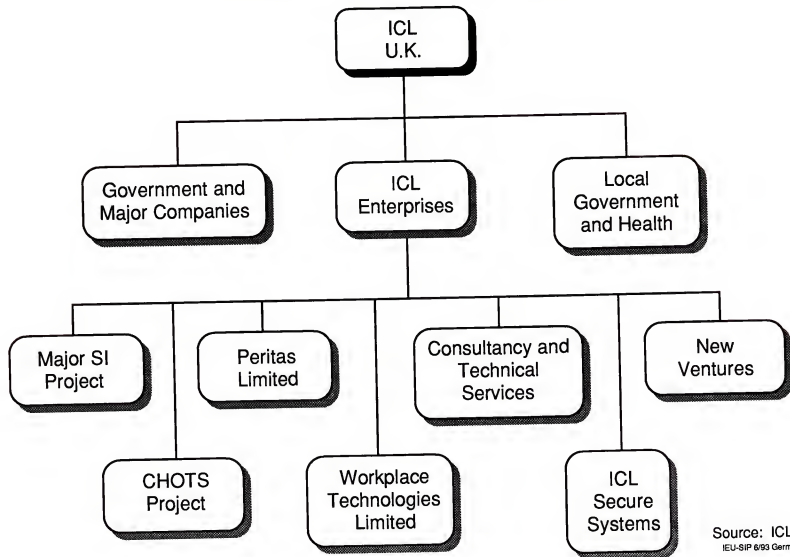 ICL
U.K.
Government and
Major Companies
ICL
Enterprises
Local
Government
and Health
Major SI
Project
Peritas
Limited
Consultancy and
Technical
Services
New
Ventures
CHOTS
Project
Workplace
Technologies
Limited
ICL
Secure
Systems
Source: ICL
IEU-SIP 6/93 Germ